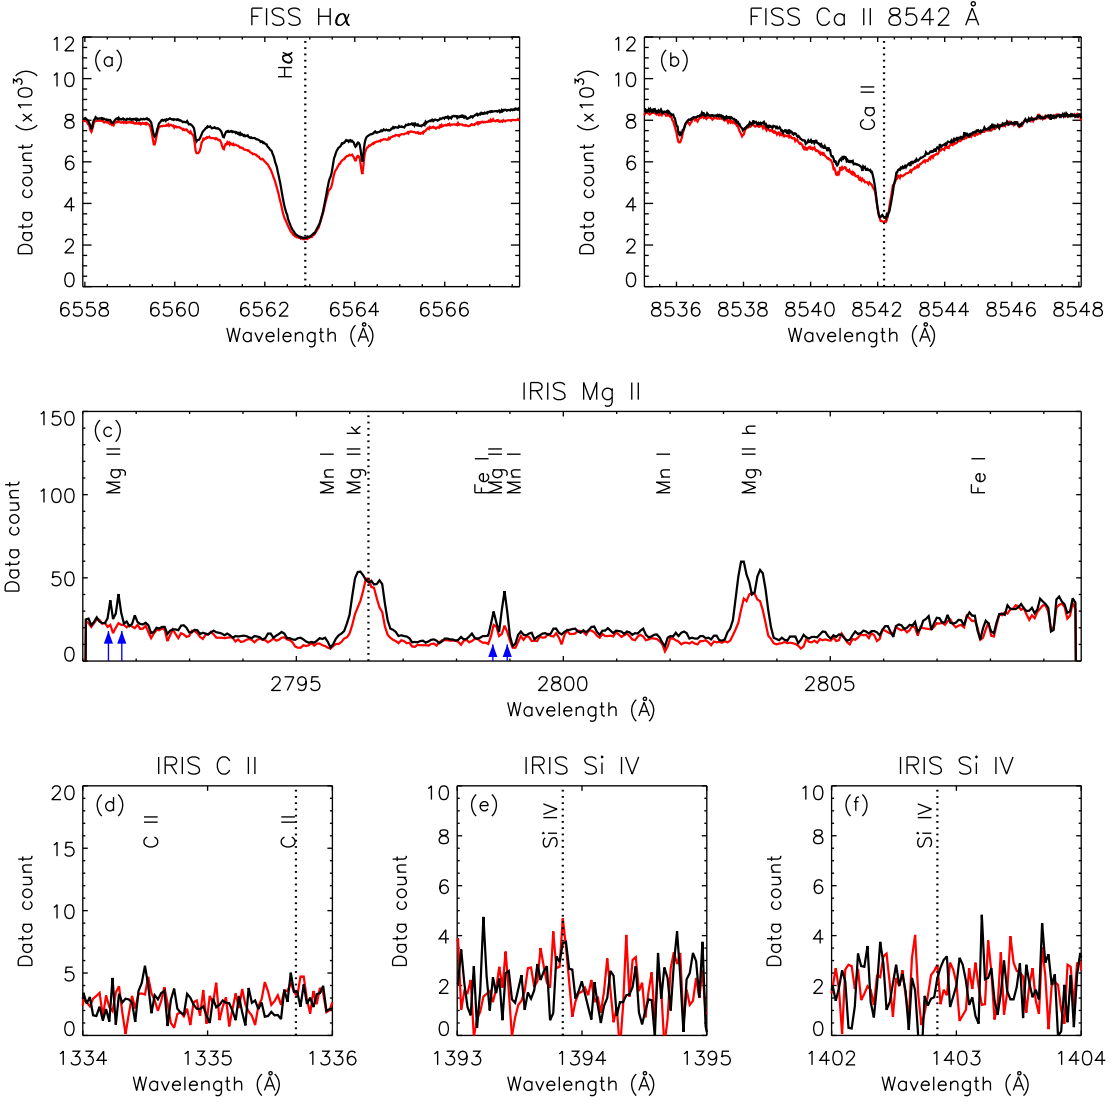 FISS Hα
FISS Ca II 8542 Å
(a)
Hα
Data count (×10³)
12
10
8
6
4
2
0
6558 6560 6562 6564 6566
Wavelength (Å)
(b)
Ca II
Data count (×10³)
12
10
8
6
4
2
0
8536 8538 8540 8542 8544 8546 8548
Wavelength (Å)
IRIS Mg II
(c)
Mg II
Mn I
Mg II k
Fe I
Mg II
Mn I
Mn I
Mg II h
Fe I
Data count
150
100
50
0
2795 2800 2805
Wavelength (Å)
IRIS C II
(d)
C II
C II
Data count
20
15
10
5
0
1334 1335 1336
Wavelength (Å)
IRIS Si IV
(e)
Si IV
Data count
10
8
6
4
2
0
1393 1394 1395
Wavelength (Å)
IRIS Si IV
(f)
Si IV
Data count
10
8
6
4
2
0
1402 1403 1404
Wavelength (Å)